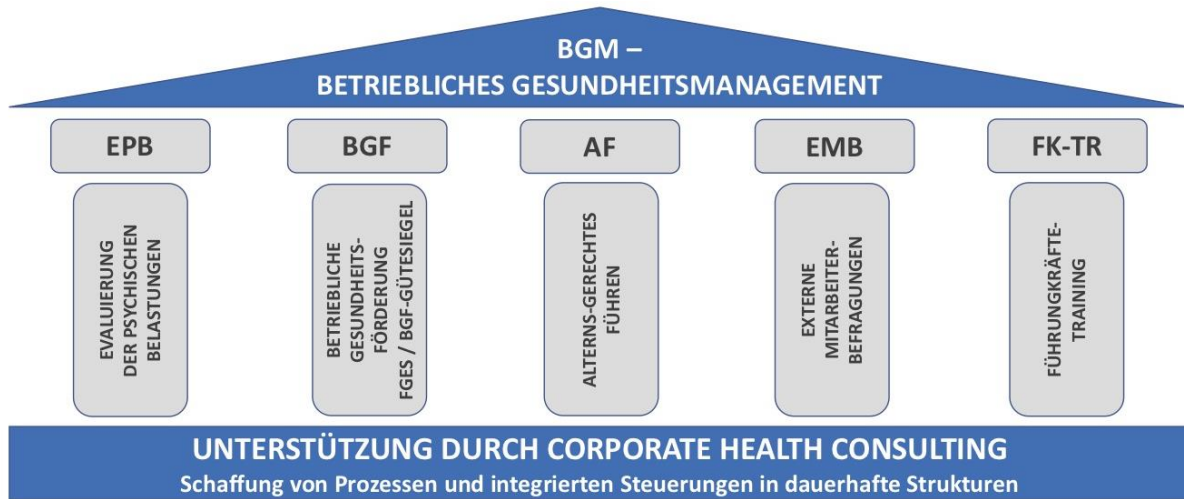 BGM –
BETRIEBLICHES GESUNDHEITSMANAGEMENT
EPB
BGF
AF
EMB
FK-TR
EVALUIERUNG
DER PSYCHISCHEN
BELASTUNGEN
BETRIEBLICHE
GESUNDHEITS-
FÖRDERUNG
FGES / BGF-GÜTESIEGEL
ALTERNS-GERECHTES
FÜHREN
EXTERNE
MITARBEITER-
BEFRAGUNGEN
FÜHRUNGKRÄFTE-
TRAINING
UNTERSTÜTZUNG DURCH CORPORATE HEALTH CONSULTING
Schaffung von Prozessen und integrierten Steuerungen in dauerhafte Strukturen